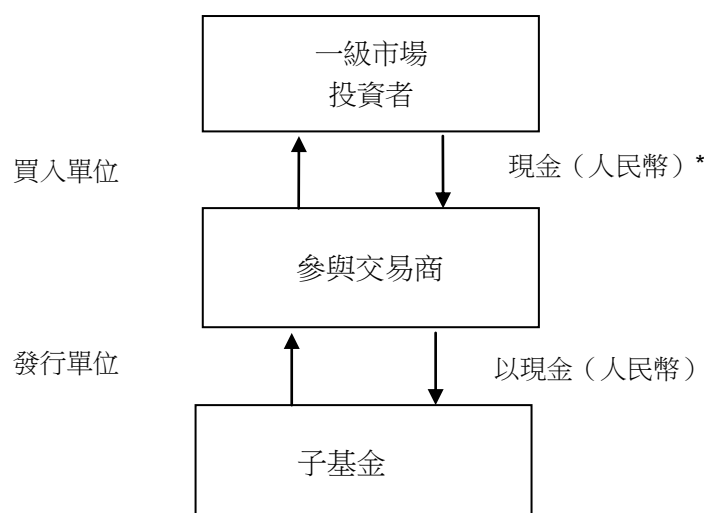 一級市場
投資者
買入單位
現金（人民幣）*
參與交易商
發行單位
以現金（人民幣）
子基金